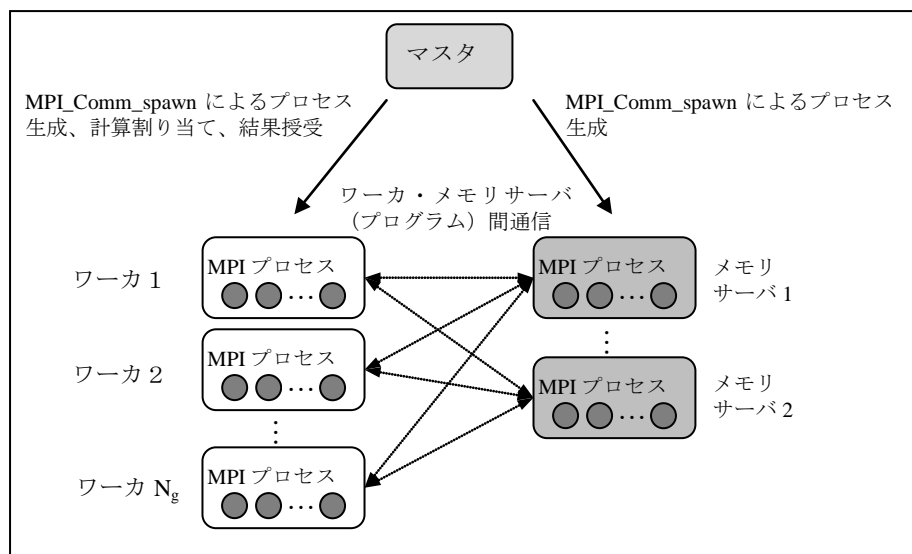 マスタ
MPI_Comm_spawn によるプロセス
生成、計算割り当て、結果授受
MPI_Comm_spawn によるプロセス
生成
ワーカ・メモリサーバ
(プログラム)間通信
ワーカ 1
MPI プロセス
…
MPI プロセス
…
メモリ
サーバ 1
ワーカ 2
MPI プロセス
…
⋮
MPI プロセス
…
メモリ
サーバ 2
⋮
ワーカ Ng
MPI プロセス
…